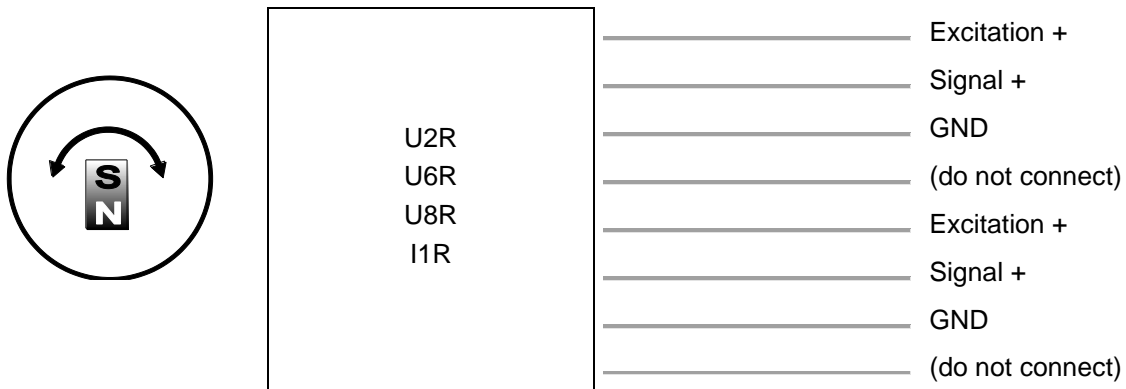 S
N
U2R
U6R
U8R
I1R
Excitation +
Signal +
GND
(do not connect)
Excitation +
Signal +
GND
(do not connect)